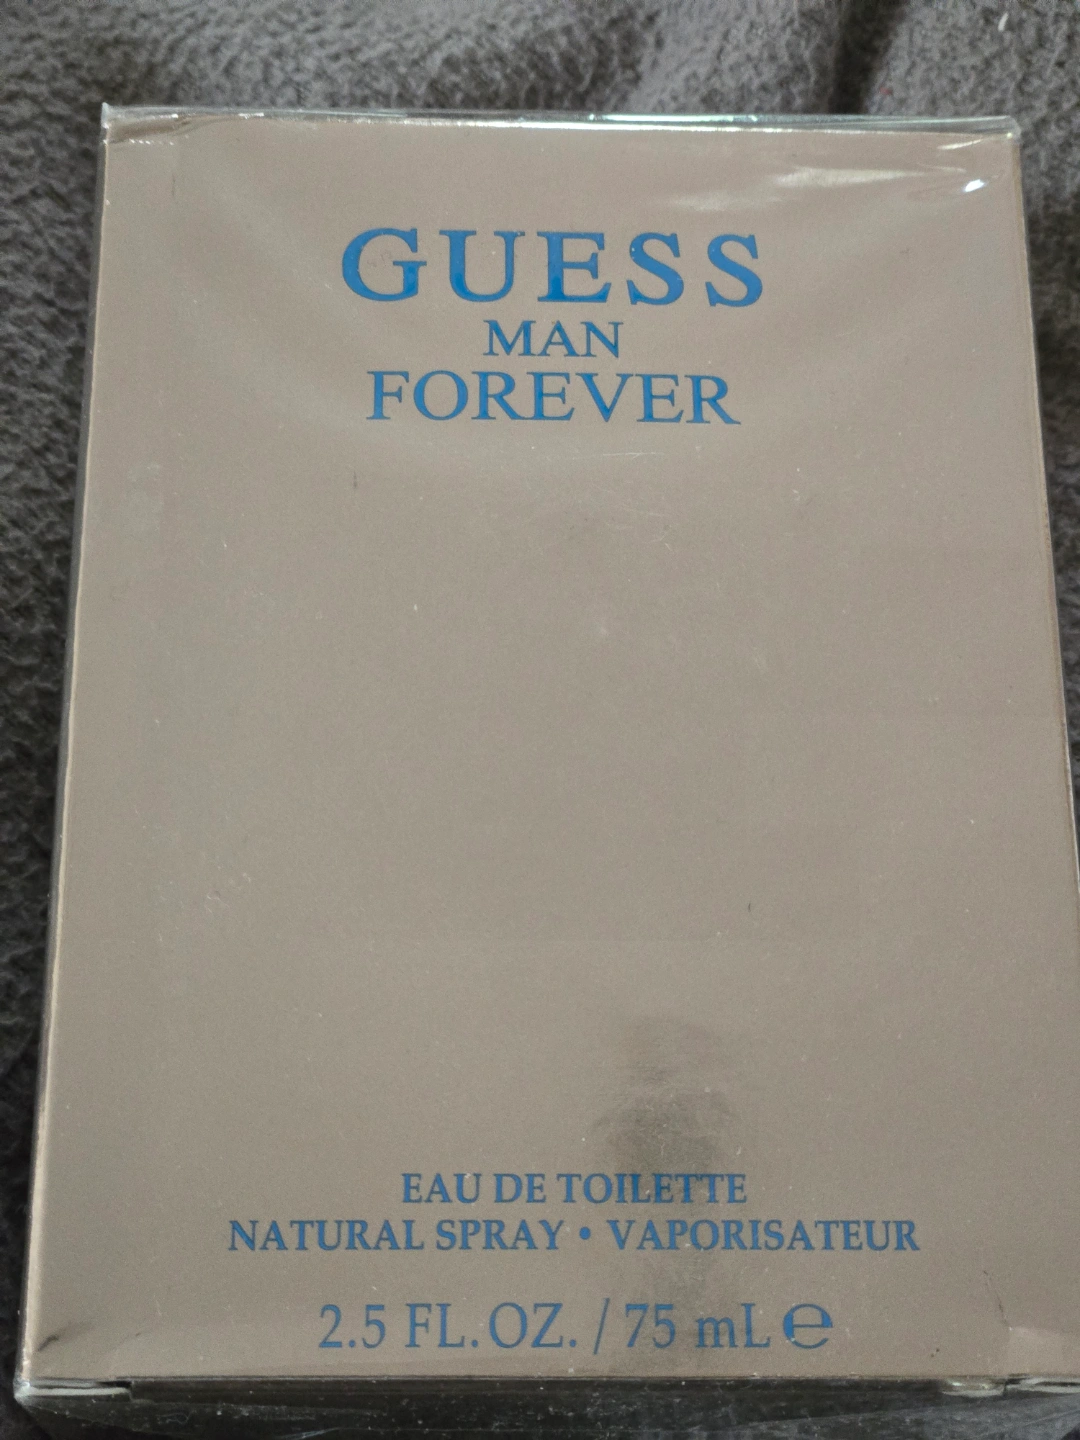 GUESS
MAN
FOREVER
EAU DE TOILETTE
NATURAL SPRAY • VAPORISATEUR
2.5 FL.OZ. / 75 mL ℮